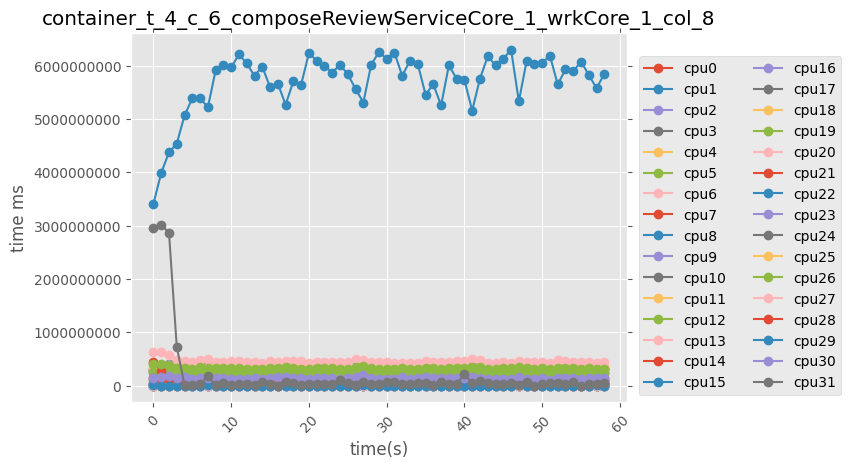 container_t_4_c_6_composeReviewServiceCore_1_wrkCore_1_col_8
time ms
6000000000
5000000000
4000000000
3000000000
2000000000
1000000000
0
0
10
20
30
40
50
60
time(s)
cpu0
cpu1
cpu2
cpu3
cpu4
cpu5
cpu6
cpu7
cpu8
cpu9
cpu10
cpu11
cpu12
cpu13
cpu14
cpu15
cpu16
cpu17
cpu18
cpu19
cpu20
cpu21
cpu22
cpu23
cpu24
cpu25
cpu26
cpu27
cpu28
cpu29
cpu30
cpu31